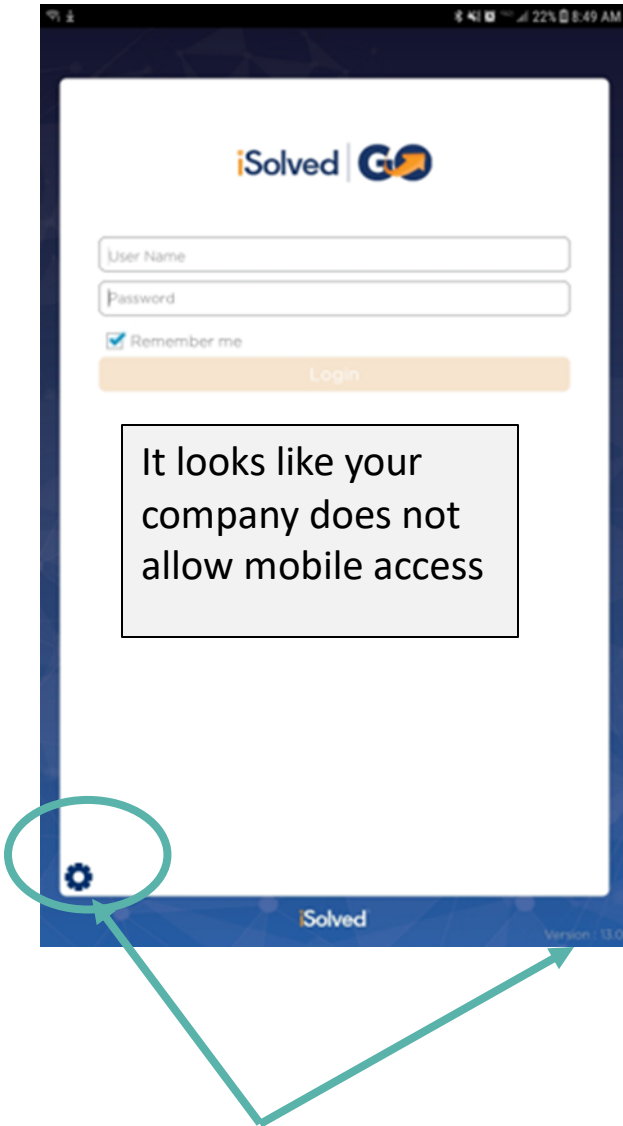 22% 8:49 AM
iSolved GO
User Name
Password
Remember me
Login
It looks like your
company does not
allow mobile access
iSolved
Version : 13.0